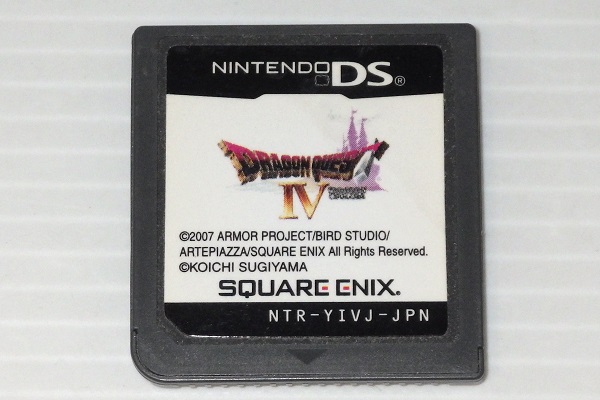 NINTENDO DS®
DRAGON QUEST
IV
©2007 ARMOR PROJECT/BIRD STUDIO/
ARTEPIAZZA/SQUARE ENIX All Rights Reserved.
©KOICHI SUGIYAMA
SQUARE ENIX.
NTR-YIVJ-JPN